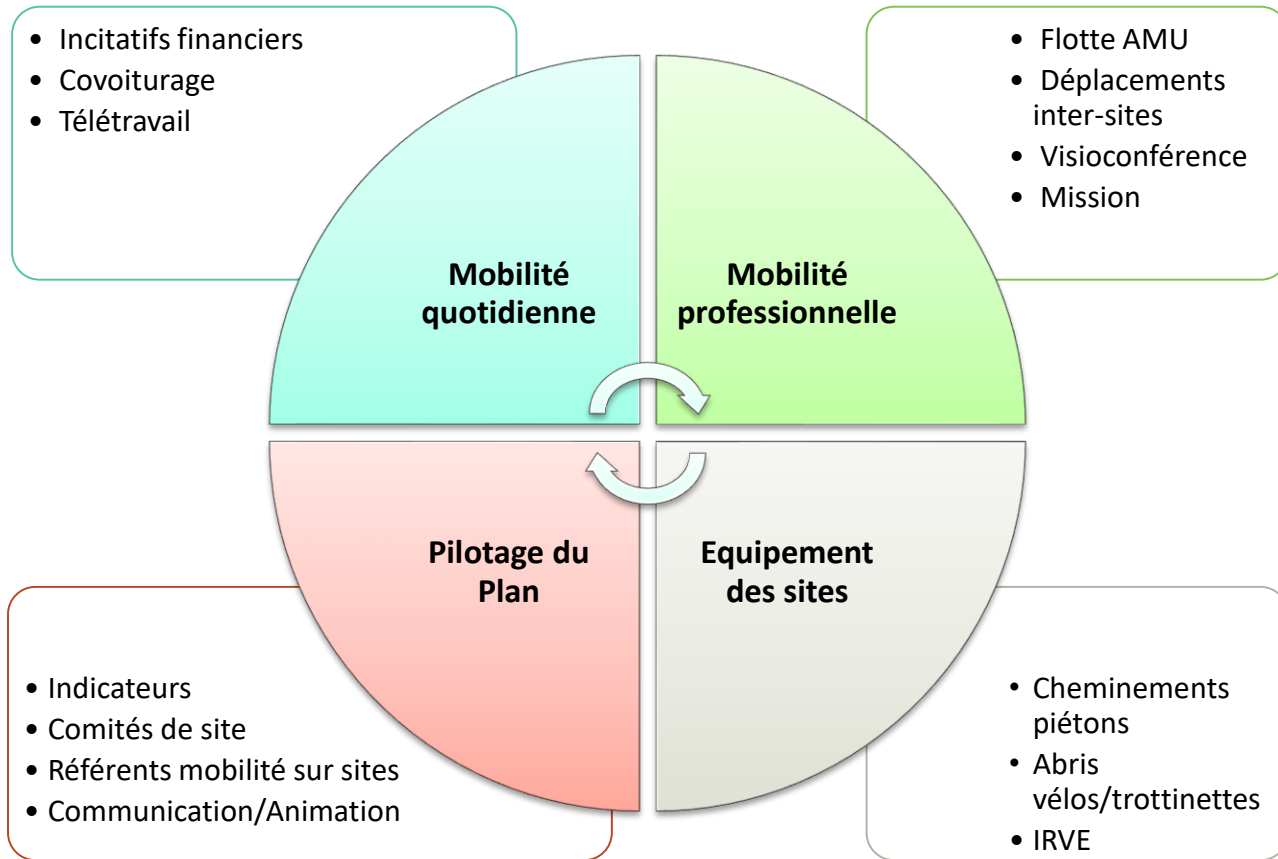 • Incitatifs financiers
• Covoiturage
• Télétravail
• Flotte AMU
• Déplacements
inter-sites
• Visioconférence
• Mission
Mobilité
quotidienne
Mobilité
professionnelle
Pilotage du
Plan
Equipement
des sites
• Indicateurs
• Comités de site
• Référents mobilité sur sites
• Communication/Animation
• Cheminements
piétons
• Abris
vélos/trottinettes
• IRVE